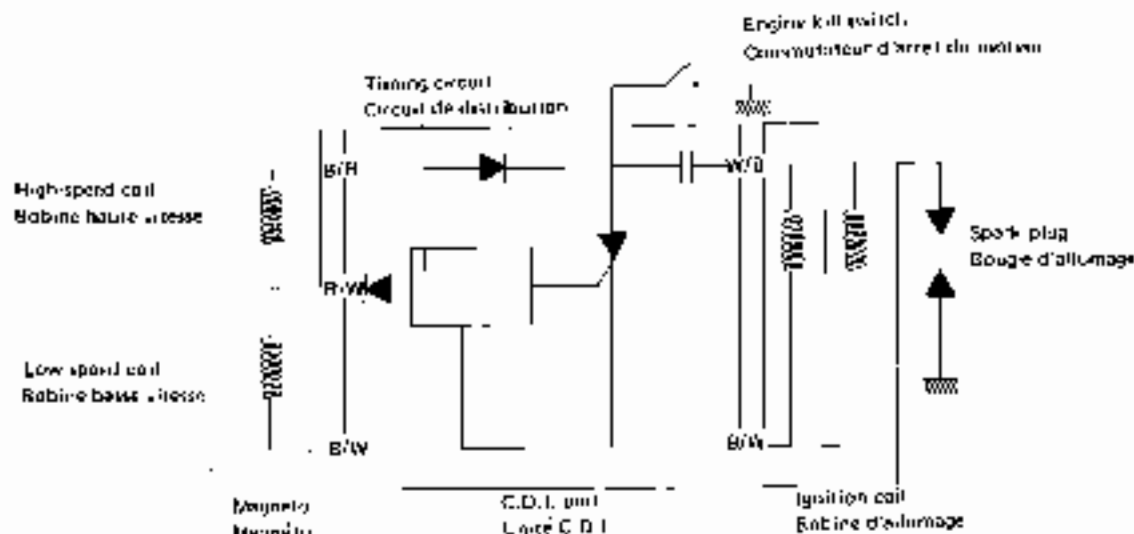 Engine kill switch
Commutateur d'arret du moteur
Timing circuit
Circuit de distribution
B/R
High-speed coil
Bobine haute vitesse
Spark plug
Bougie d'allumage
Low speed coil
Bobine basse vitesse
B/W
Magneto
Magnéto
C.D.I. unit
Unité C.D.I.
Ignition coil
Bobine d'allumage